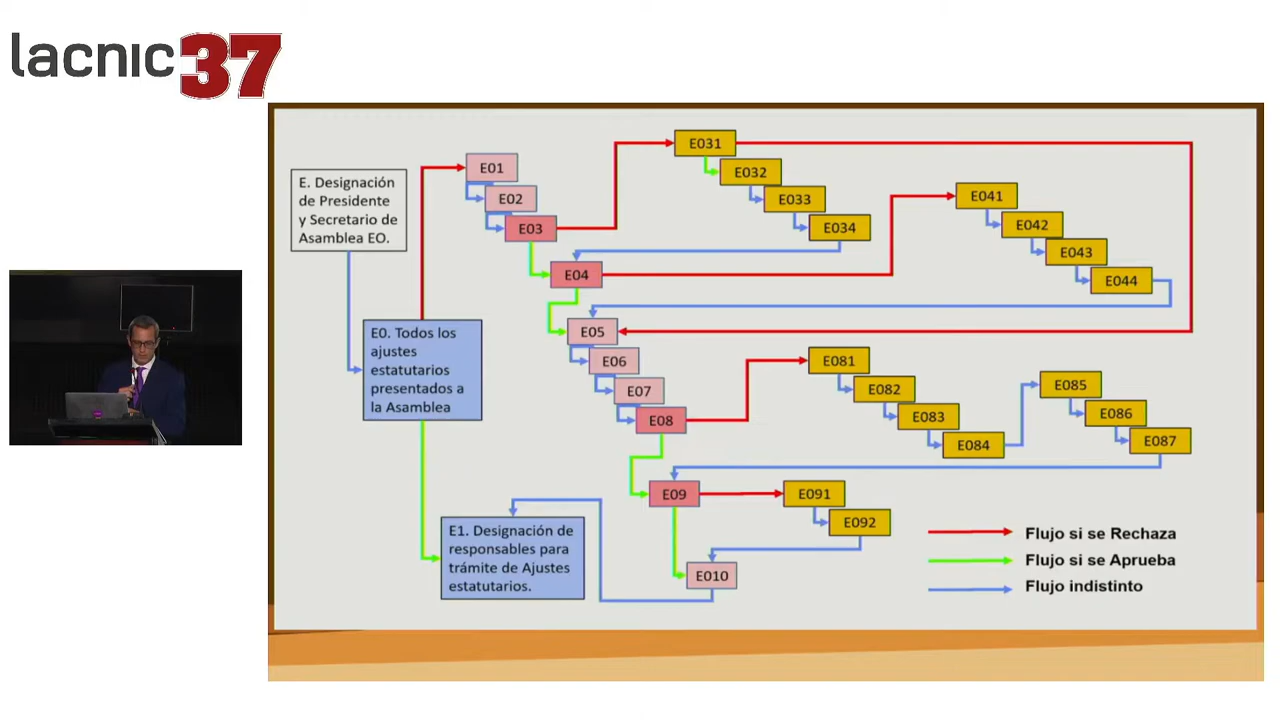 lacnic 37
E. Designación
de Presidente
y Secretario de
Asamblea EO.
E0. Todos los
ajustes
estatutarios
presentados a
la Asamblea
E1. Designación de
responsables para
trámite de Ajustes
estatutarios.
E01
E02
E03
E04
E05
E06
E07
E08
E09
E010
E031
E032
E033
E034
E041
E042
E043
E044
E081
E082
E083
E084
E085
E086
E087
E091
E092
Flujo si se Rechaza
Flujo si se Aprueba
Flujo indistinto